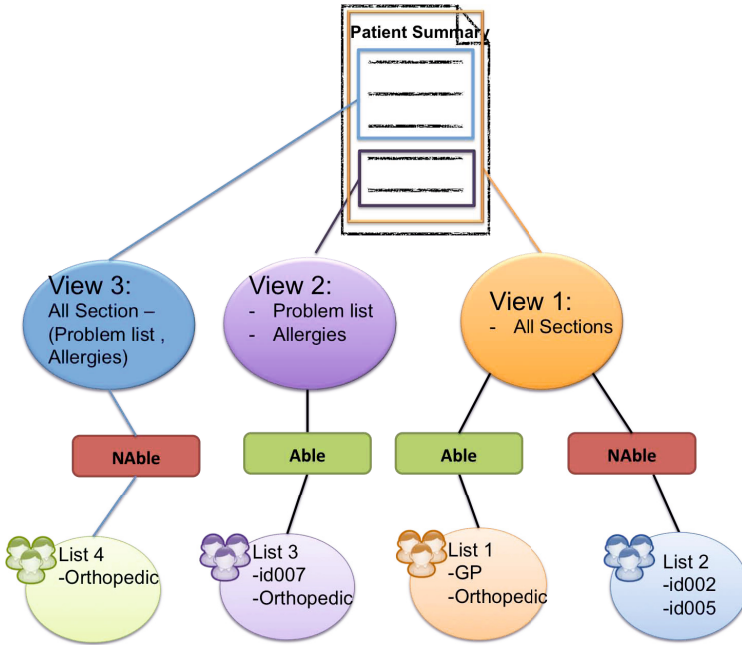 Patient Summary
View 3:
All Section –
(Problem list ,
Allergies)
View 2:
- Problem list
- Allergies
View 1:
- All Sections
NAble
Able
Able
NAble
List 4
-Orthopedic
List 3
-id007
-Orthopedic
List 1
-GP
-Orthopedic
List 2
-id002
-id005